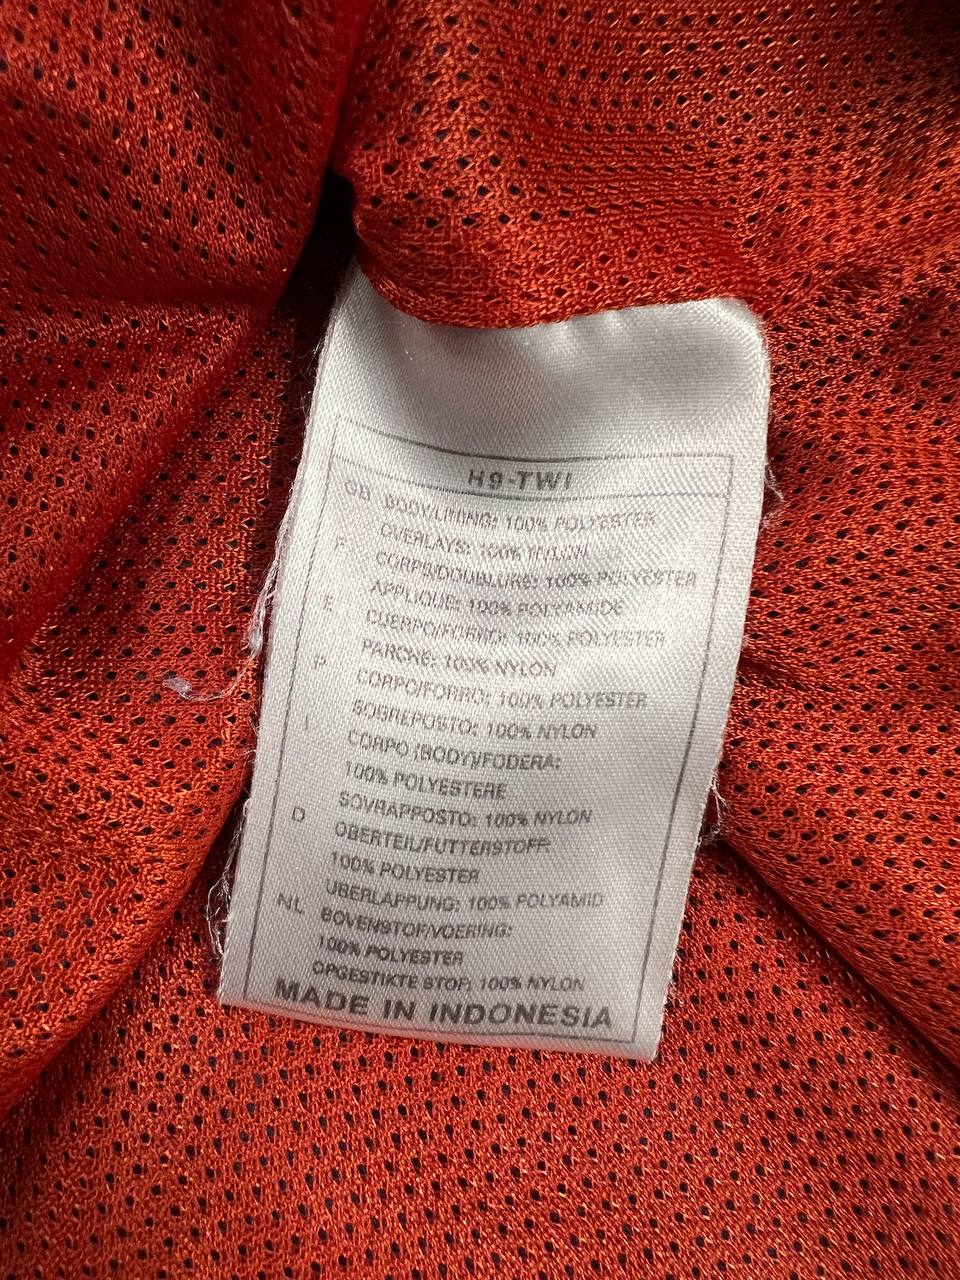 H9-TWI
GB BODY/LINING: 100% POLYESTER
OVERLAYS: 100% NYLON
F CORPS/DOUBLURE: 100% POLYESTER
APPLIQUE: 100% POLYAMIDE
E CUERPO/FORRO: 100% POLYESTER
PARCHE: 100% NYLON
P CORPO/FORRO: 100% POLYESTER
SOBREPOSTO: 100% NYLON
I CORPO (BODY)/FODERA:
100% POLYESTERE
SOVRAPPOSTO: 100% NYLON
D OBERTEIL/FUTTERSTOFF:
100% POLYESTER
UBERLAPPUNG: 100% POLYAMID
NL BOVENSTOF/VOERING:
100% POLYESTER
OPGESTIKTE STOF: 100% NYLON
MADE IN INDONESIA